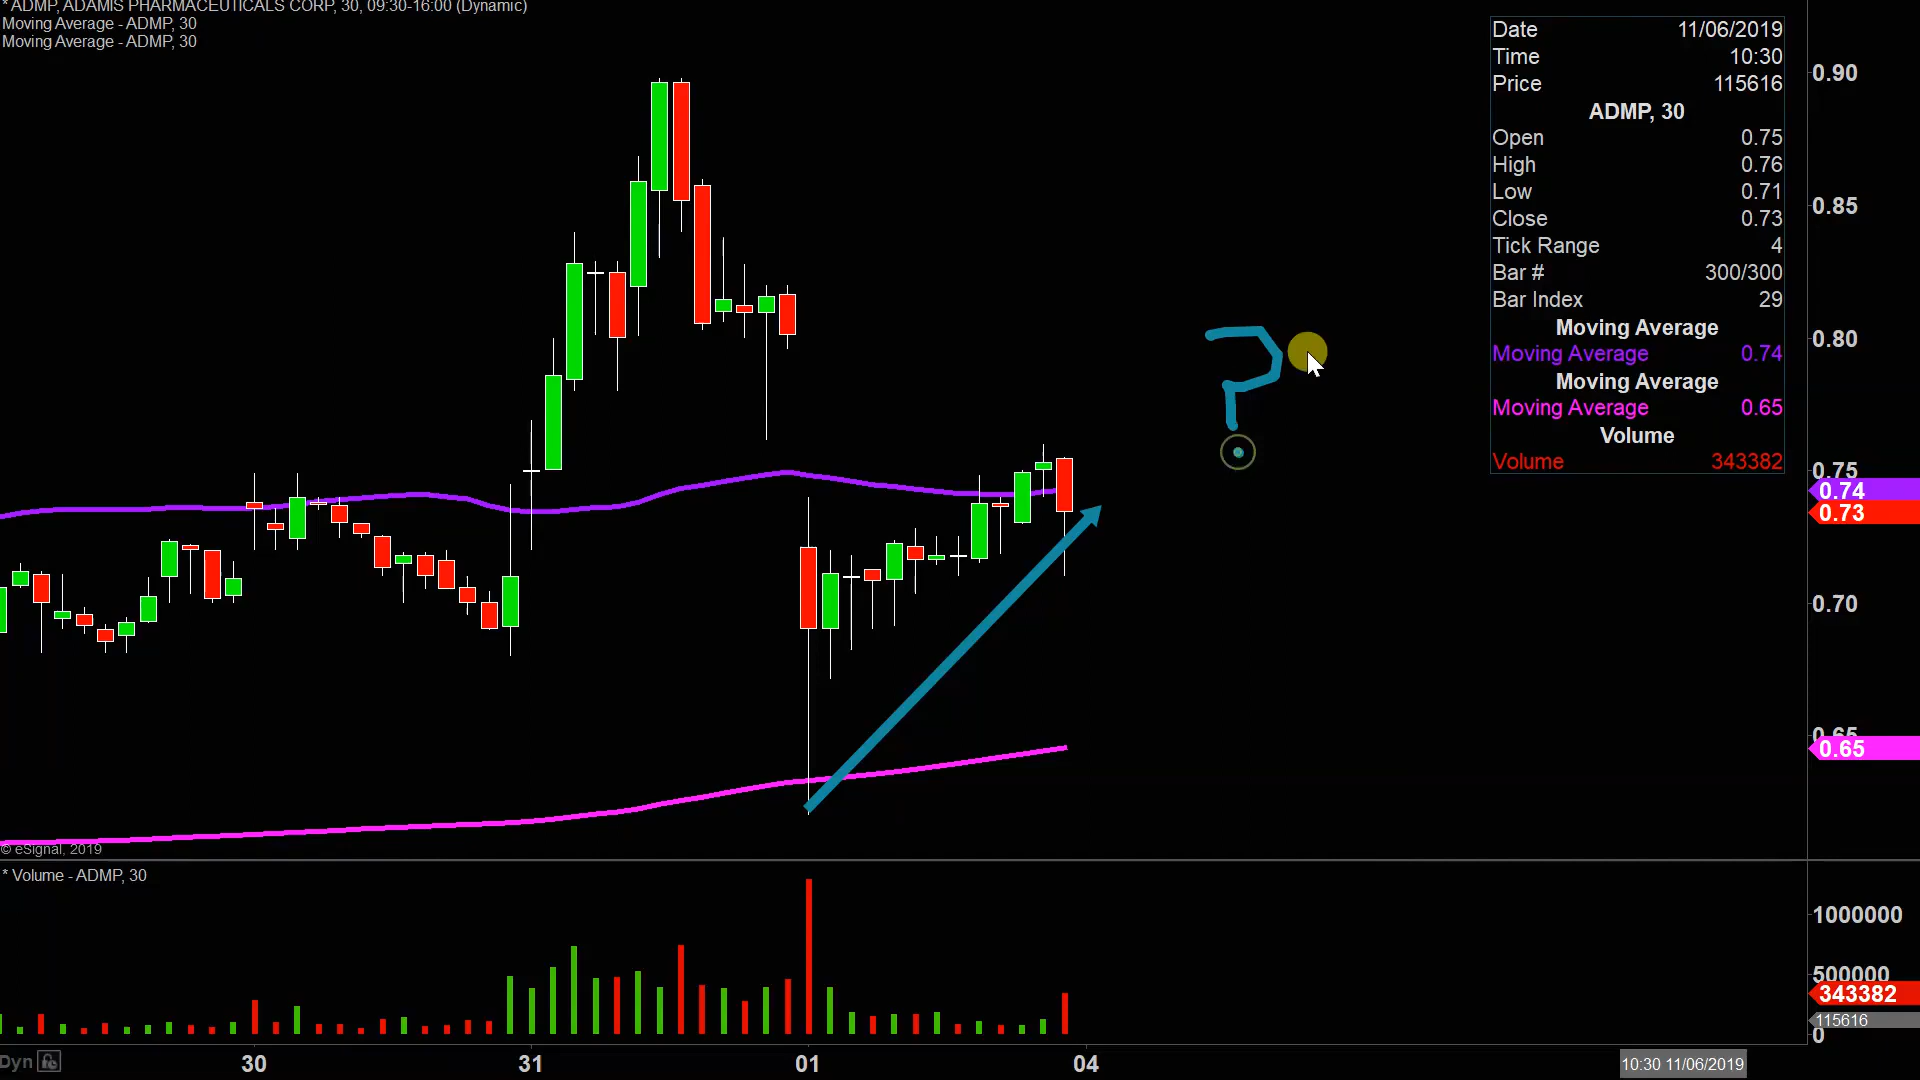 * ADMP, ADAMIS PHARMACEUTICALS CORP, 30, 09:30-16:00 (Dynamic)
Moving Average - ADMP, 30
Moving Average - ADMP, 30
Date 11/06/2019
Time 10:30
Price 115616
ADMP, 30
Open 0.75
High 0.76
Low 0.71
Close 0.73
Tick Range 4
Bar # 300/300
Bar Index 29
Moving Average
Moving Average 0.74
Moving Average
Moving Average 0.65
Volume
Volume 343382
?
0.90
0.85
0.80
0.75
0.74
0.73
0.70
0.65
0.65
© eSignal, 2019
* Volume - ADMP, 30
1000000
500000
343382
115616
0
Dyn
30 31 01 04
10:30 11/06/2019